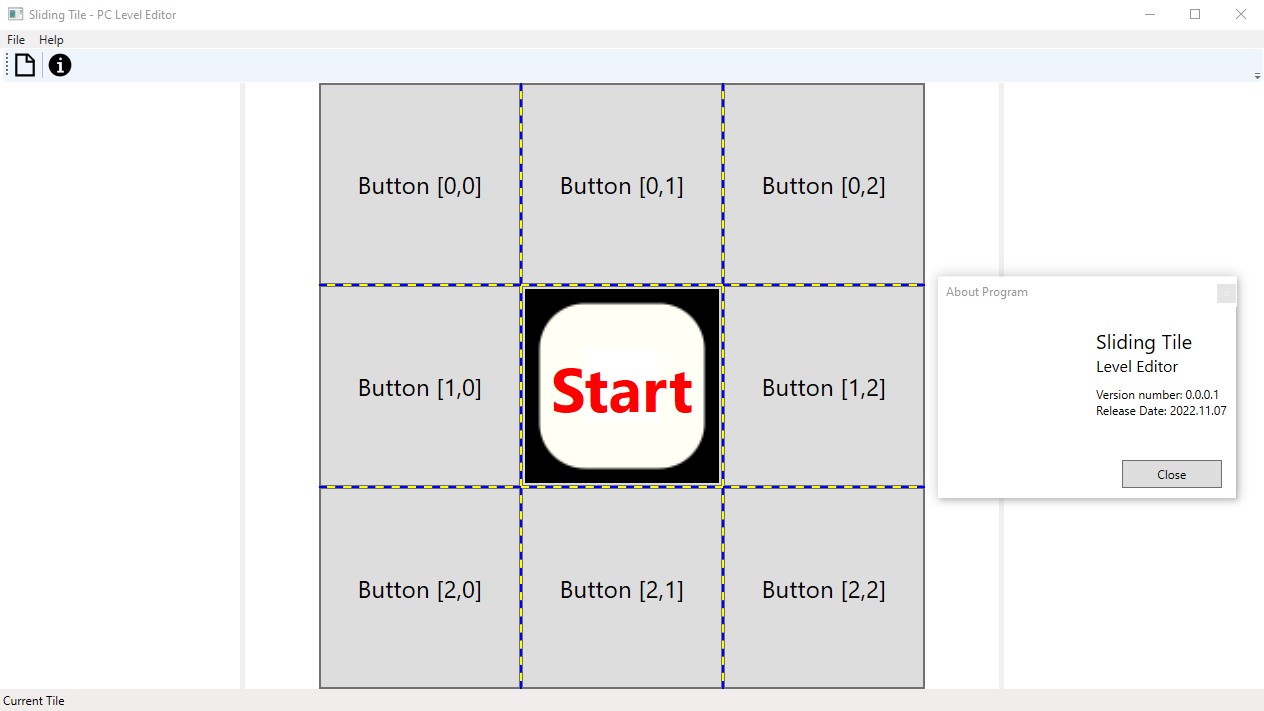 Sliding Tile - PC Level Editor
File Help
Button [0,0] Button [0,1] Button [0,2]
Button [1,0] Start Button [1,2]
Button [2,0] Button [2,1] Button [2,2]
About Program
Sliding Tile
Level Editor
Version number: 0.0.0.1
Release Date: 2022.11.07
Close
Current Tile